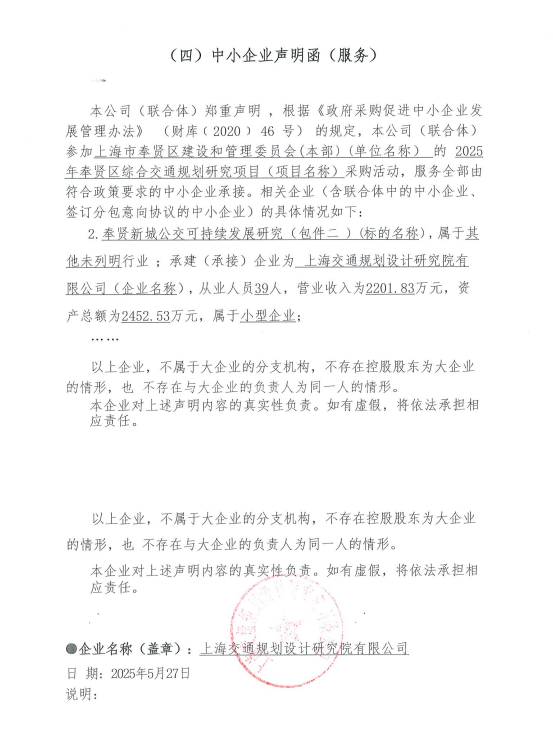 （四）中小企业声明函（服务）
本公司（联合体）郑重声明，根据《政府采购促进中小企业发
展管理办法》（财库﹝2020﹞46 号）的规定，本公司（联合体）
参加上海市奉贤区建设和管理委员会(本部)(单位名称) 的 2025
年奉贤区综合交通规划研究项目（项目名称）采购活动，服务全部由
符合政策要求的中小企业承接。相关企业（含联合体中的中小企业、
签订分包意向协议的中小企业）的具体情况如下：
2.奉贤新城公交可持续发展研究（包件二 ）(标的名称)，属于其
他未列明行业；承建（承接）企业为 上海交通规划设计研究院有
限公司（企业名称），从业人员39人，营业收入为2201.83万元，资
产总额为2452.53万元，属于小型企业；
……
以上企业，不属于大企业的分支机构，不存在控股股东为大企业
的情形，也 不存在与大企业的负责人为同一人的情形。
本企业对上述声明内容的真实性负责。如有虚假，将依法承担相
应责任。
以上企业，不属于大企业的分支机构，不存在控股股东为大企业
的情形，也 不存在与大企业的负责人为同一人的情形。
本企业对上述声明内容的真实性负责。如有虚假，将依法承担相
应责任。
●企业名称（盖章）：上海交通规划设计研究院有限公司
日 期：2025年5月27日
说明：